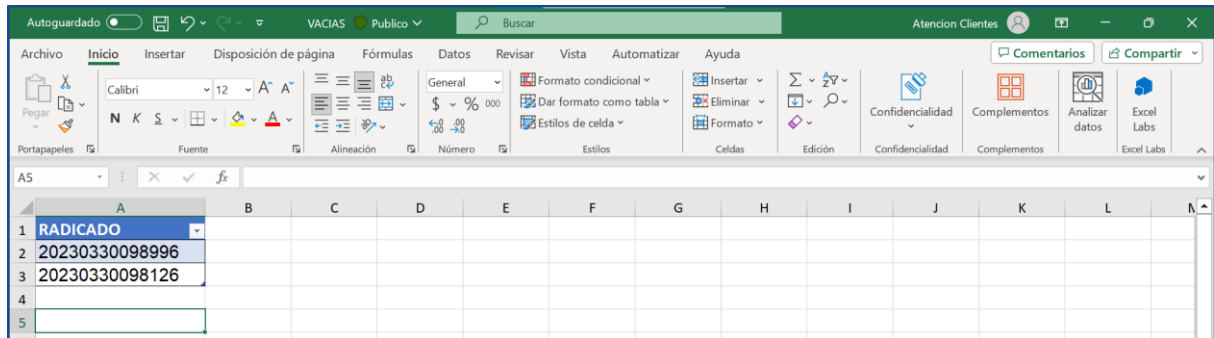 Autoguardado VACIAS Publico Buscar Atencion Clientes
Archivo Inicio Insertar Disposición de página Fórmulas Datos Revisar Vista Automatizar Ayuda Comentarios Compartir
Pegar
Calibri 12 A^ A˅
N K S A
ab
General
$ % 000
Formato condicional
Dar formato como tabla
Estilos de celda
Insertar
Eliminar
Formato
Confidencialidad
Complementos
Analizar datos
Excel Labs
Portapapeles Fuente Alineación Número Estilos Celdas Edición Confidencialidad Complementos Excel Labs
A5 fx
A B C D E F G H I J K L
1 RADICADO
2 20230330098996
3 20230330098126
4
5